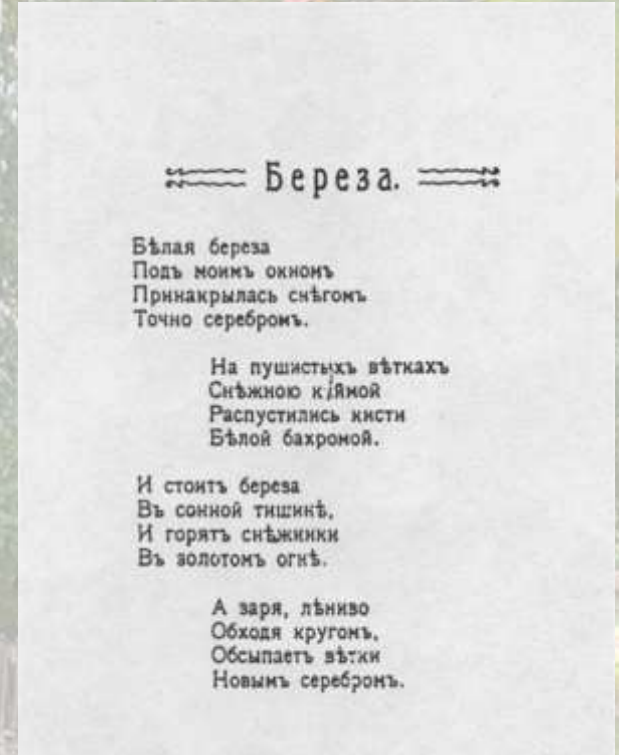 Береза.
Бѣлая береза
Подъ моимъ окномъ
Принакрылась снѣгомъ
Точно серебромъ.
На пушистыхъ вѣткахъ
Снѣжною каймой
Распустились кисти
Бѣлой бахромой.
И стоитъ береза
Въ сонной тишинѣ,
И горятъ снѣжинки
Въ золотомъ огнѣ.
А заря, лѣниво
Обходя кругомъ,
Обсыпаетъ вѣтки
Новымъ серебромъ.